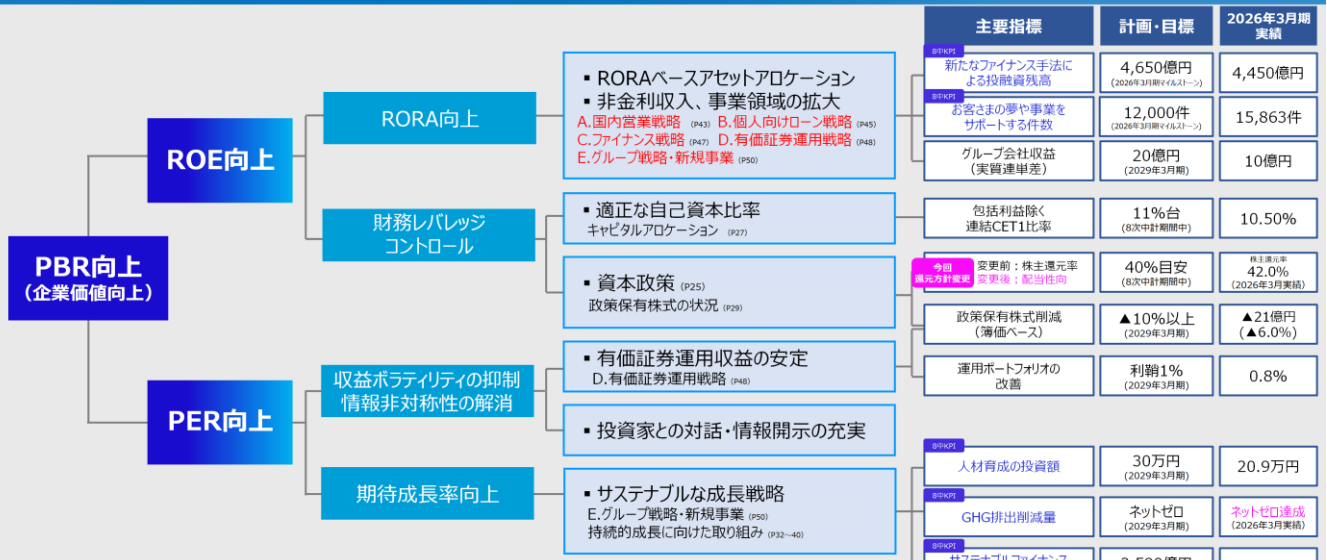 主要指標
計画・目標
2026年3月期
実績
PBR向上
(企業価値向上)
ROE向上
PER向上
RORA向上
財務レバレッジ
コントロール
収益ボラティリティの抑制
情報非対称性の解消
期待成長率向上
▪ RORAベースアセットアロケーション
▪ 非金利収入、事業領域の拡大
A.国内営業戦略 (P43) B.個人向けローン戦略 (P45)
C.ファイナンス戦略 (P47) D.有価証券運用戦略 (P48)
E.グループ戦略・新規事業 (P50)
▪ 適正な自己資本比率
キャピタルアロケーション (P27)
▪ 資本政策 (P25)
政策保有株式の状況 (P29)
▪ 有価証券運用収益の安定
D.有価証券運用戦略 (P48)
▪ 投資家との対話・情報開示の充実
▪ サステナブルな成長戦略
E.グループ戦略・新規事業 (P50)
持続的成長に向けた取り組み (P32~40)
8中KPI
新たなファイナンス手法に
よる投融資残高
4,650億円
(2026年3月期マイルストーン)
4,450億円
8中KPI
お客さまの夢や事業を
サポートする件数
12,000件
(2026年3月期マイルストーン)
15,863件
グループ会社収益
(実質連単差)
20億円
(2029年3月期)
10億円
包括利益除く
連結CET1比率
11%台
(8次中計期間中)
10.50%
今回
還元方針変更
変更前：株主還元率
変更後：配当性向
40%目安
(8次中計期間中)
株主還元率
42.0%
(2026年3月実績)
政策保有株式削減
(簿価ベース)
▲10%以上
(2029年3月期)
▲21億円
(▲6.0%)
運用ポートフォリオの
改善
利鞘1%
(2029年3月期)
0.8%
8中KPI
人材育成の投資額
30万円
(2029年3月期)
20.9万円
8中KPI
GHG排出削減量
ネットゼロ
(2029年3月期)
ネットゼロ達成
(2026年3月実績)
8中KPI